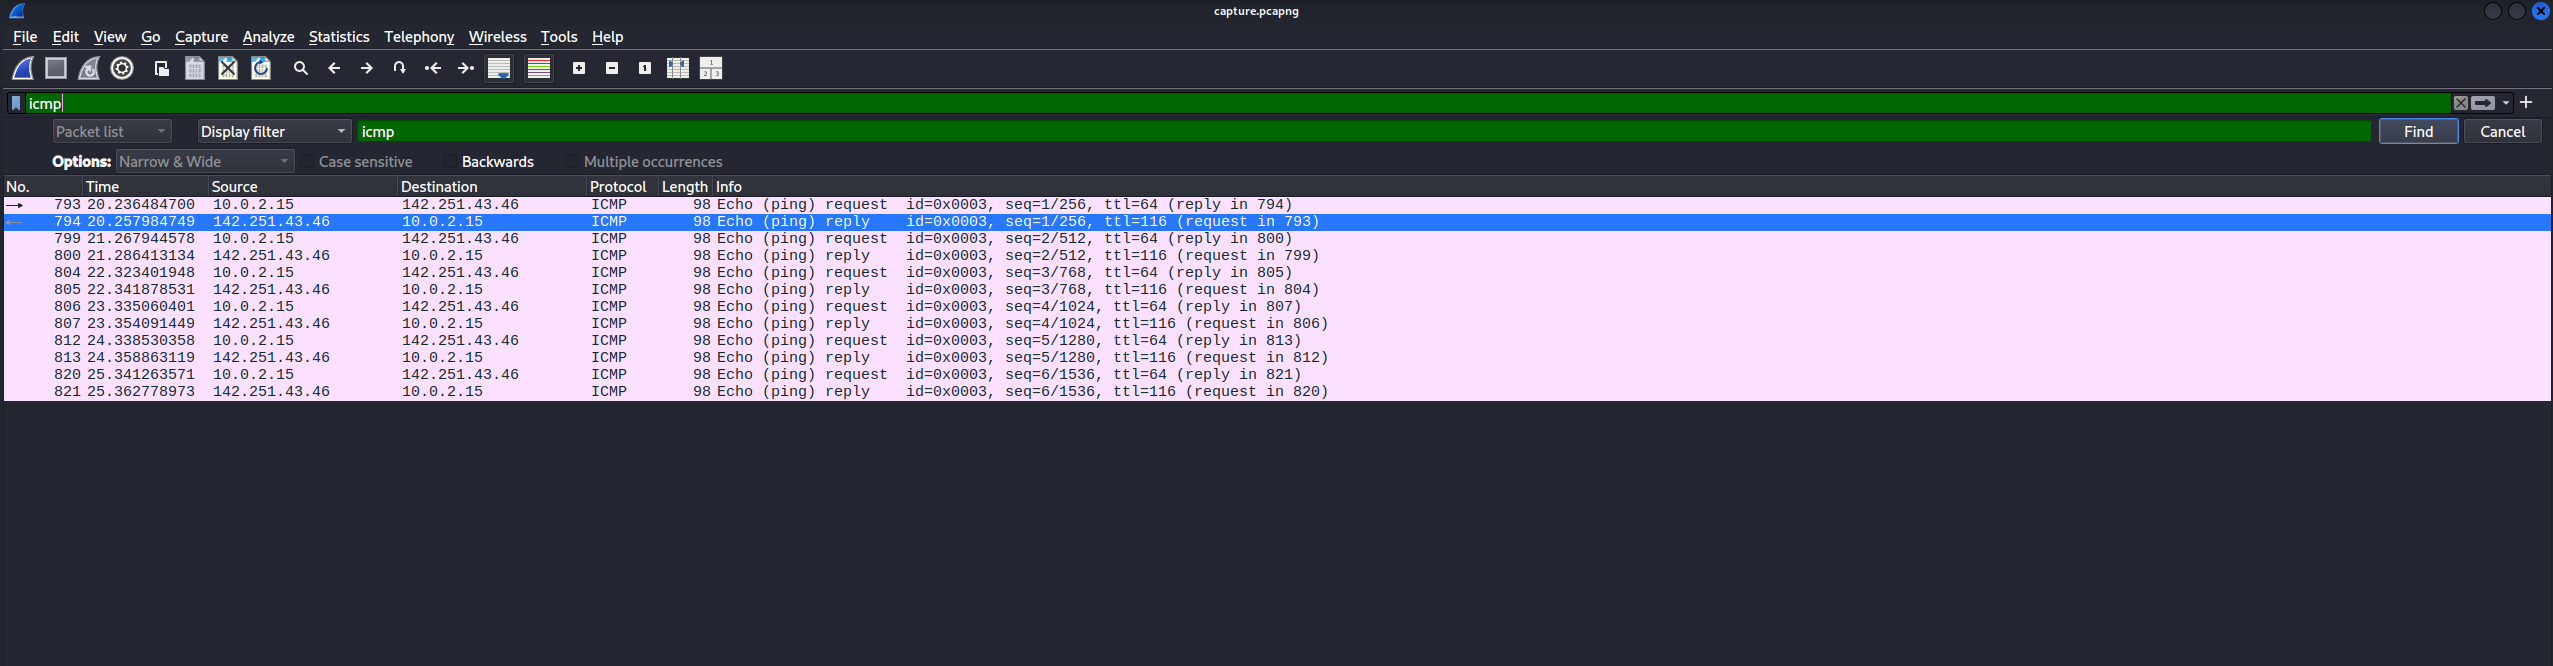 capture.pcapng
File Edit View Go Capture Analyze Statistics Telephony Wireless Tools Help
icmp
Packet list Display filter icmp Find Cancel
Options: Narrow & Wide Case sensitive Backwards Multiple occurrences
No. Time Source Destination Protocol Length Info
793 20.236484700 10.0.2.15 142.251.43.46 ICMP 98 Echo (ping) request id=0x0003, seq=1/256, ttl=64 (reply in 794)
794 20.257984749 142.251.43.46 10.0.2.15 ICMP 98 Echo (ping) reply id=0x0003, seq=1/256, ttl=116 (request in 793)
799 21.267944578 10.0.2.15 142.251.43.46 ICMP 98 Echo (ping) request id=0x0003, seq=2/512, ttl=64 (reply in 800)
800 21.286413134 142.251.43.46 10.0.2.15 ICMP 98 Echo (ping) reply id=0x0003, seq=2/512, ttl=116 (request in 799)
804 22.323401948 10.0.2.15 142.251.43.46 ICMP 98 Echo (ping) request id=0x0003, seq=3/768, ttl=64 (reply in 805)
805 22.341878531 142.251.43.46 10.0.2.15 ICMP 98 Echo (ping) reply id=0x0003, seq=3/768, ttl=116 (request in 804)
806 23.335060401 10.0.2.15 142.251.43.46 ICMP 98 Echo (ping) request id=0x0003, seq=4/1024, ttl=64 (reply in 807)
807 23.354091449 142.251.43.46 10.0.2.15 ICMP 98 Echo (ping) reply id=0x0003, seq=4/1024, ttl=116 (request in 806)
812 24.338530358 10.0.2.15 142.251.43.46 ICMP 98 Echo (ping) request id=0x0003, seq=5/1280, ttl=64 (reply in 813)
813 24.358863119 142.251.43.46 10.0.2.15 ICMP 98 Echo (ping) reply id=0x0003, seq=5/1280, ttl=116 (request in 812)
820 25.341263571 10.0.2.15 142.251.43.46 ICMP 98 Echo (ping) request id=0x0003, seq=6/1536, ttl=64 (reply in 821)
821 25.362778973 142.251.43.46 10.0.2.15 ICMP 98 Echo (ping) reply id=0x0003, seq=6/1536, ttl=116 (request in 820)